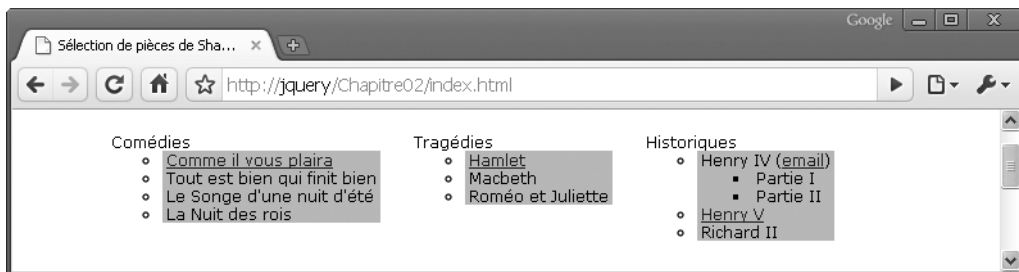 Google
Sélection de pièces de Sha...
http://jquery/Chapitre02/index.html
Comédies
Comme il vous plaira
Tout est bien qui finit bien
Le Songe d'une nuit d'été
La Nuit des rois
Tragédies
Hamlet
Macbeth
Roméo et Juliette
Historiques
Henry IV (email)
Partie I
Partie II
Henry V
Richard II